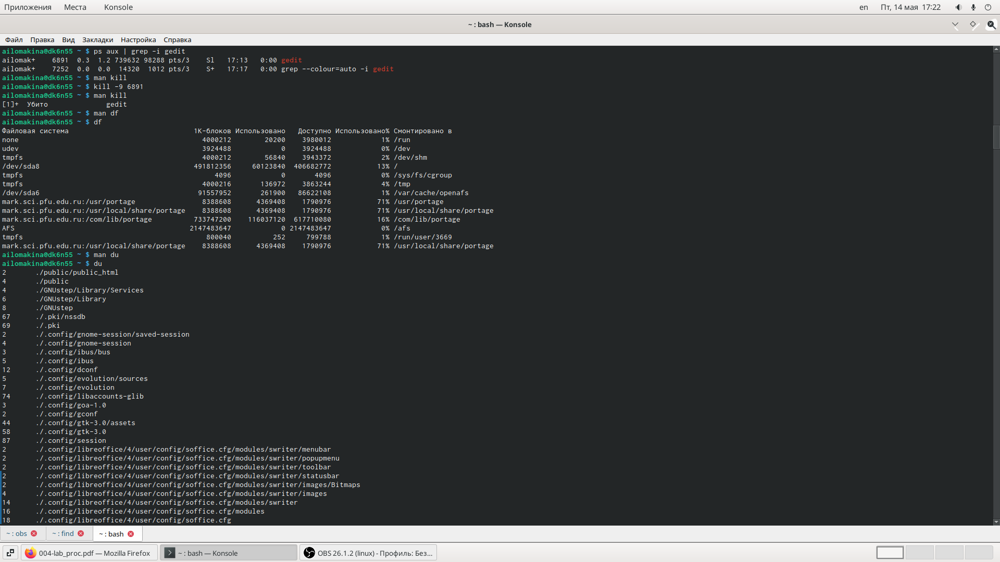 Приложения Места Konsole en Пт, 14 мая 17:22
~ : bash — Konsole
Файл Правка Вид Закладки Настройка Справка
ailomakina@dk6n55 ~ $ ps aux | grep -i gedit
ailomak+ 6891 0.3 1.2 739632 98288 pts/3 Sl 17:13 0:00 gedit
ailomak+ 7252 0.0 0.0 14320 1012 pts/3 S+ 17:17 0:00 grep --colour=auto -i gedit
ailomakina@dk6n55 ~ $ man kill
ailomakina@dk6n55 ~ $ kill -9 6891
ailomakina@dk6n55 ~ $ man kill
[1]+ Убито gedit
ailomakina@dk6n55 ~ $ man df
ailomakina@dk6n55 ~ $ df
Файловая система 1K-блоков Использовано Доступно Использовано% Cмонтировано в
none 4000212 20200 3980012 1% /run
udev 3924488 0 3924488 0% /dev
tmpfs 4000212 56840 3943372 2% /dev/shm
/dev/sda8 491812356 60123840 406682772 13% /
tmpfs 4096 0 4096 0% /sys/fs/cgroup
tmpfs 4000216 136972 3863244 4% /tmp
/dev/sda6 91557952 261900 86622108 1% /var/cache/openafs
mark.sci.pfu.edu.ru:/usr/portage 8388608 4369408 1790976 71% /usr/portage
mark.sci.pfu.edu.ru:/usr/local/share/portage 8388608 4369408 1790976 71% /usr/local/share/portage
mark.sci.pfu.edu.ru:/com/lib/portage 733747200 116037120 617710080 16% /com/lib/portage
AFS 2147483647 0 2147483647 0% /afs
tmpfs 800040 252 799788 1% /run/user/3669
mark.sci.pfu.edu.ru:/usr/local/share/portage 8388608 4369408 1790976 71% /usr/local/share/portage
ailomakina@dk6n55 ~ $ man du
ailomakina@dk6n55 ~ $ du
2 ./public/public_html
4 ./public
4 ./GNUstep/Library/Services
6 ./GNUstep/Library
8 ./GNUstep
67 ./.pki/nssdb
69 ./.pki
2 ./.config/gnome-session/saved-session
4 ./.config/gnome-session
3 ./.config/ibus/bus
5 ./.config/ibus
12 ./.config/dconf
5 ./.config/evolution/sources
7 ./.config/evolution
74 ./.config/libaccounts-glib
3 ./.config/goa-1.0
2 ./.config/gconf
44 ./.config/gtk-3.0/assets
58 ./.config/gtk-3.0
87 ./.config/session
2 ./.config/libreoffice/4/user/config/soffice.cfg/modules/swriter/menubar
2 ./.config/libreoffice/4/user/config/soffice.cfg/modules/swriter/popupmenu
2 ./.config/libreoffice/4/user/config/soffice.cfg/modules/swriter/toolbar
2 ./.config/libreoffice/4/user/config/soffice.cfg/modules/swriter/statusbar
2 ./.config/libreoffice/4/user/config/soffice.cfg/modules/swriter/images/Bitmaps
4 ./.config/libreoffice/4/user/config/soffice.cfg/modules/swriter/images
14 ./.config/libreoffice/4/user/config/soffice.cfg/modules/swriter
16 ./.config/libreoffice/4/user/config/soffice.cfg/modules
18 ./.config/libreoffice/4/user/config/soffice.cfg
~ : obs ~ : find ~ : bash
004-lab_proc.pdf — Mozilla Firefox ~ : bash — Konsole OBS 26.1.2 (linux) - Профиль: Без...